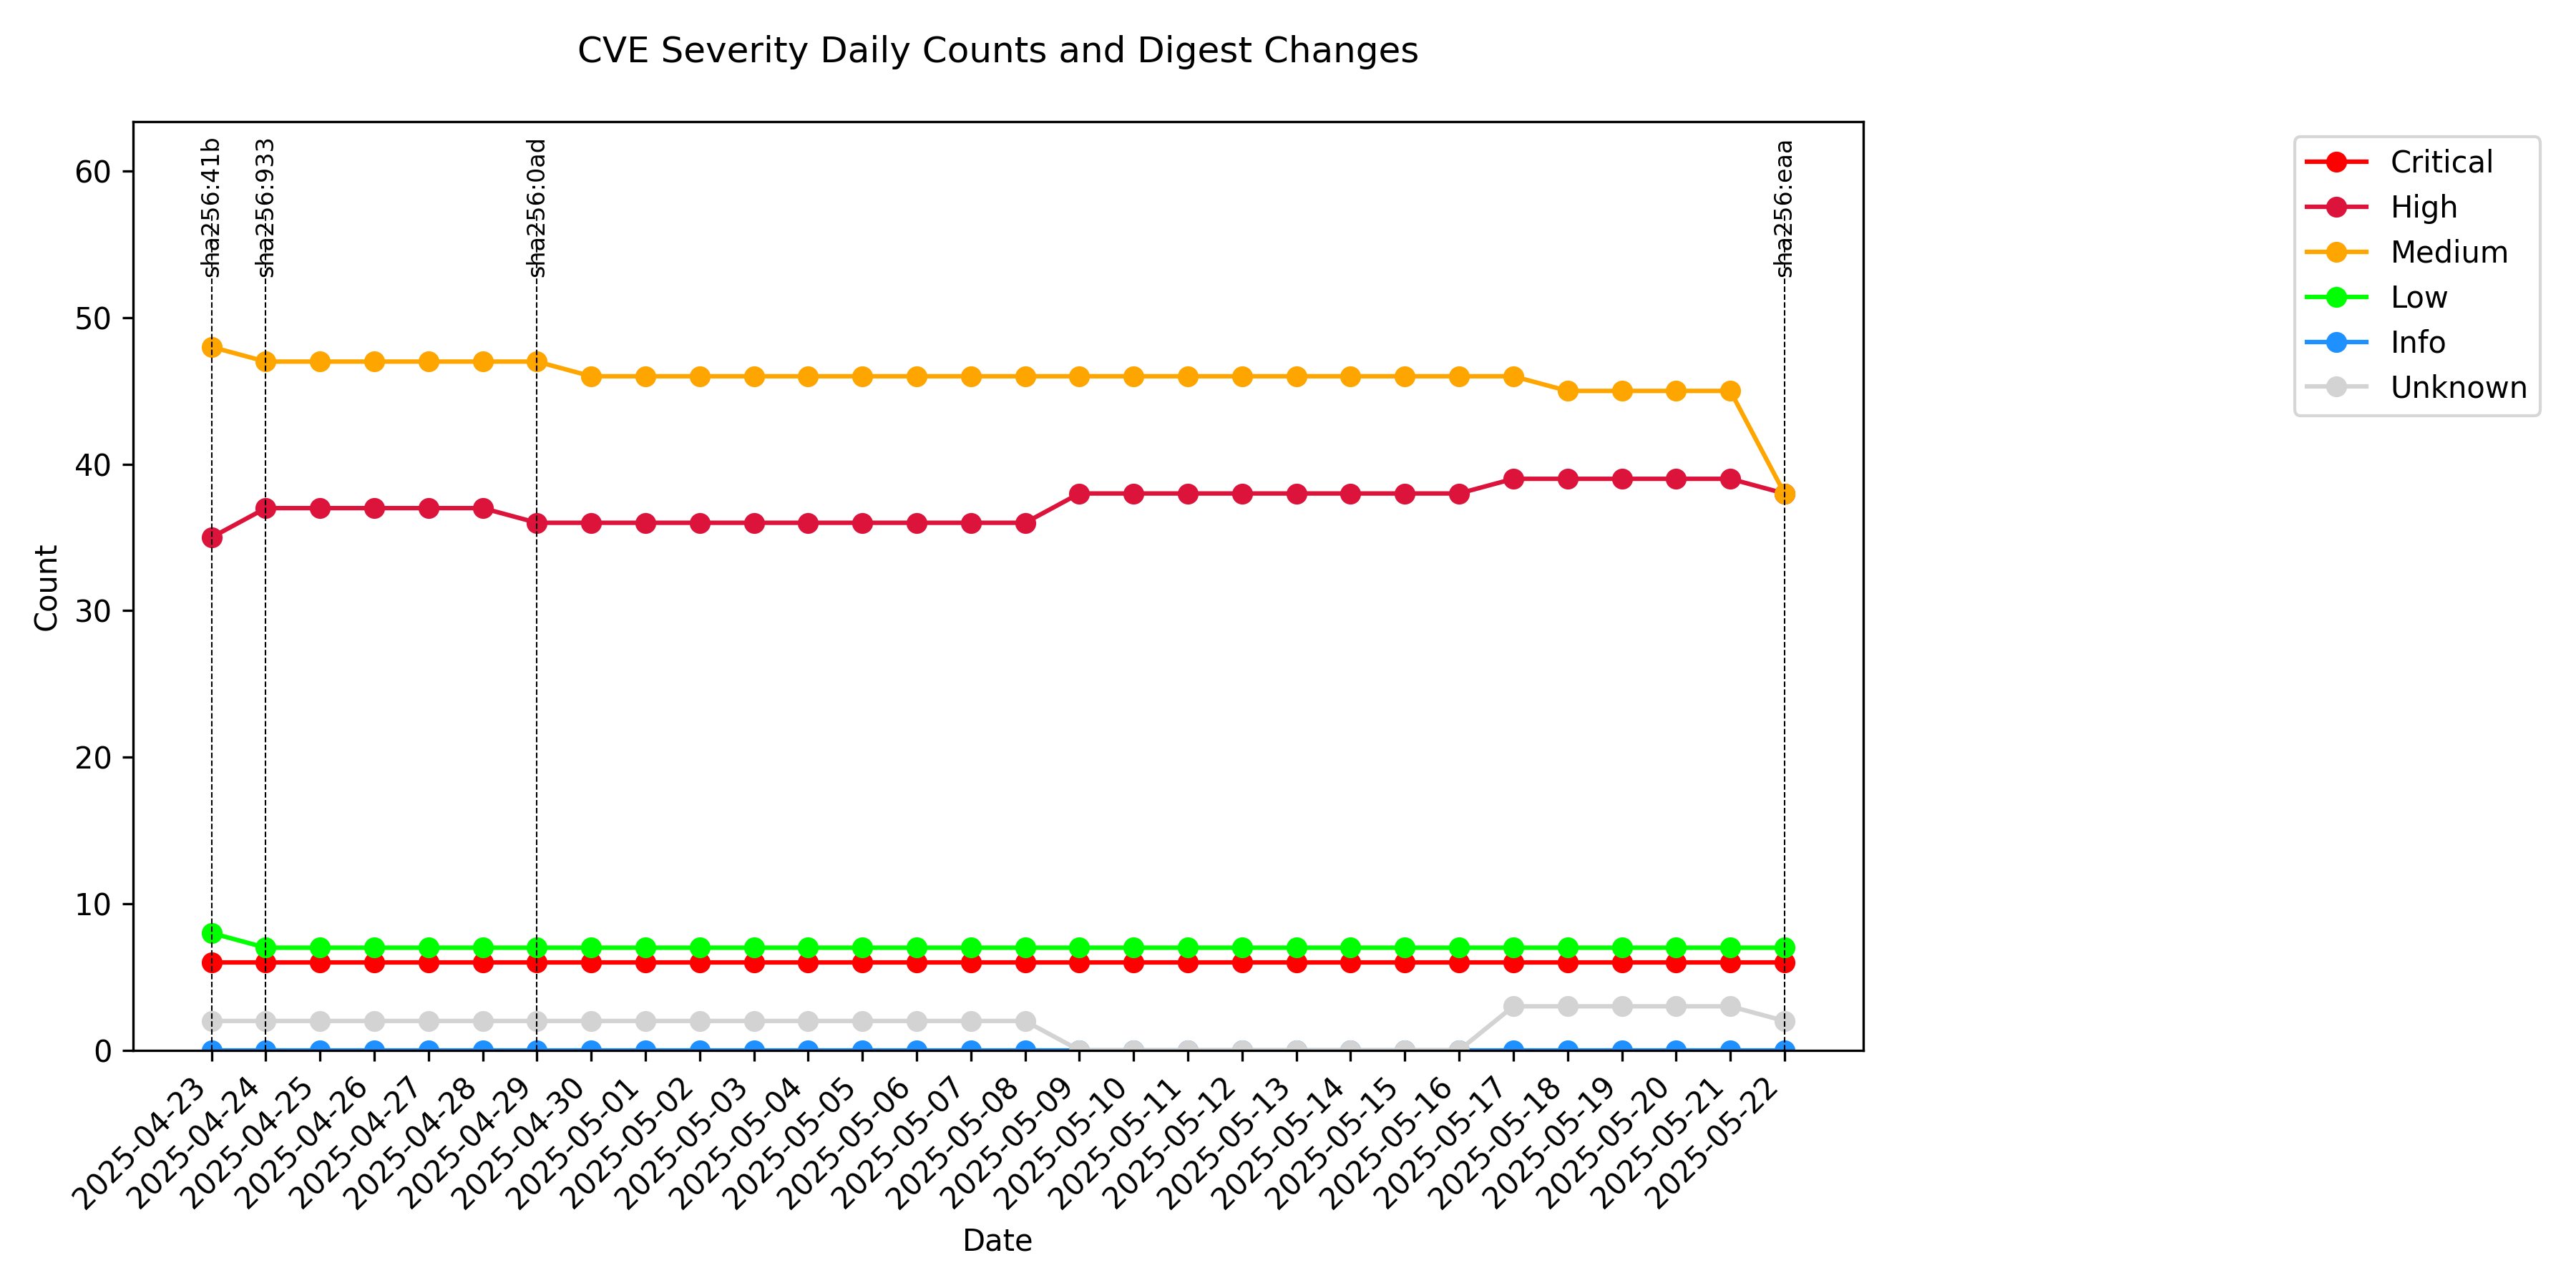 CVE Severity Daily Counts and Digest Changes
sha256:41b
sha256:933
sha256:0ad
sha256:eaa
Critical
High
Medium
Low
Info
Unknown
Count
60
50
40
30
20
10
0
2025-04-23
2025-04-24
2025-04-25
2025-04-26
2025-04-27
2025-04-28
2025-04-29
2025-04-30
2025-05-01
2025-05-02
2025-05-03
2025-05-04
2025-05-05
2025-05-06
2025-05-07
2025-05-08
2025-05-09
2025-05-10
2025-05-11
2025-05-12
2025-05-13
2025-05-14
2025-05-15
2025-05-16
2025-05-17
2025-05-18
2025-05-19
2025-05-20
2025-05-21
2025-05-22
Date